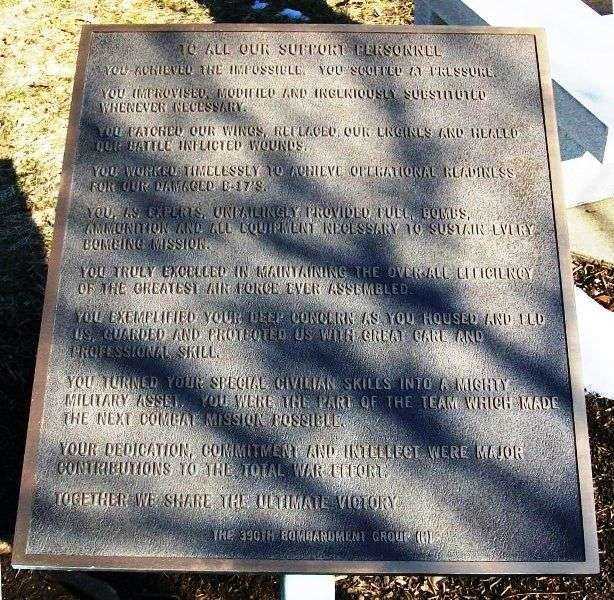 TO ALL OUR SUPPORT PERSONNEL
YOU ACHIEVED THE IMPOSSIBLE. YOU SCOFFED AT PRESSURE.
YOU IMPROVISED, MODIFIED AND INGENIOUSLY SUBSTITUTED
WHENEVER NECESSARY.
YOU PATCHED OUR WINGS, REPLACED OUR ENGINES AND HEALED
OUR BATTLE INFLICTED WOUNDS.
YOU WORKED TIMELESSLY TO ACHIEVE OPERATIONAL READINESS
FOR OUR DAMAGED B-17'S.
YOU, AS EXPERTS, UNFAILINGLY PROVIDED FUEL, BOMBS,
AMMUNITION AND ALL EQUIPMENT NECESSARY TO SUSTAIN EVERY
BOMBING MISSION.
YOU TRULY EXCELLED IN MAINTAINING THE OVER-ALL EFFICIENCY
OF THE GREATEST AIR FORCE EVER ASSEMBLED.
YOU EXEMPLIFIED YOUR DEEP CONCERN AS YOU HOUSED AND FED
US, GUARDED AND PROTECTED US WITH GREAT CARE AND
PROFESSIONAL SKILL.
YOU TURNED YOUR SPECIAL CIVILIAN SKILLS INTO A MIGHTY
MILITARY ASSET. YOU WERE THE PART OF THE TEAM WHICH MADE
THE NEXT COMBAT MISSION POSSIBLE.
YOUR DEDICATION, COMMITMENT AND INTELLECT WERE MAJOR
CONTRIBUTIONS TO THE TOTAL WAR EFFORT.
TOGETHER WE SHARE THE ULTIMATE VICTORY
THE 390TH BOMBARDMENT GROUP (H)